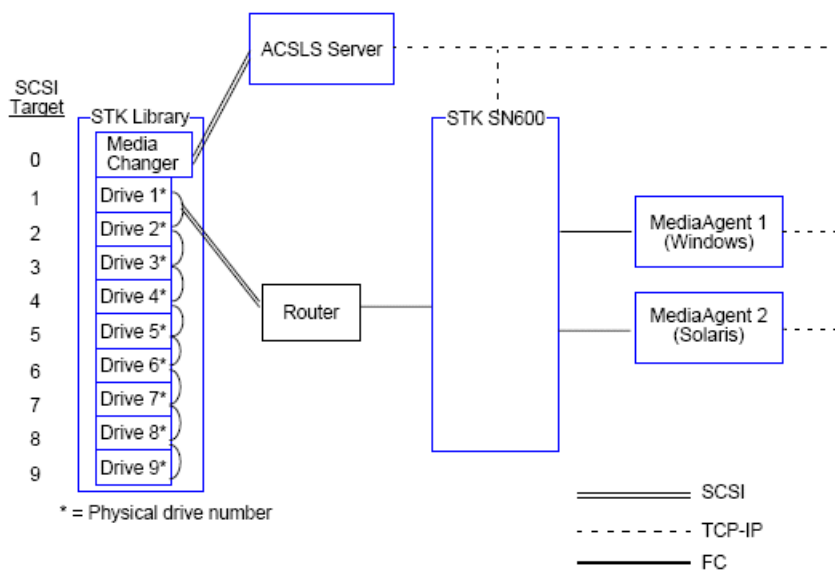 ACSLS Server
SCSI
Target
STK Library
STK SN600
0
Media
Changer
1
Drive 1*
2
Drive 2*
3
Drive 3*
4
Drive 4*
5
Drive 5*
6
Drive 6*
7
Drive 7*
8
Drive 8*
9
Drive 9*
Router
MediaAgent 1
(Windows)
MediaAgent 2
(Solaris)
* = Physical drive number
SCSI
TCP-IP
FC